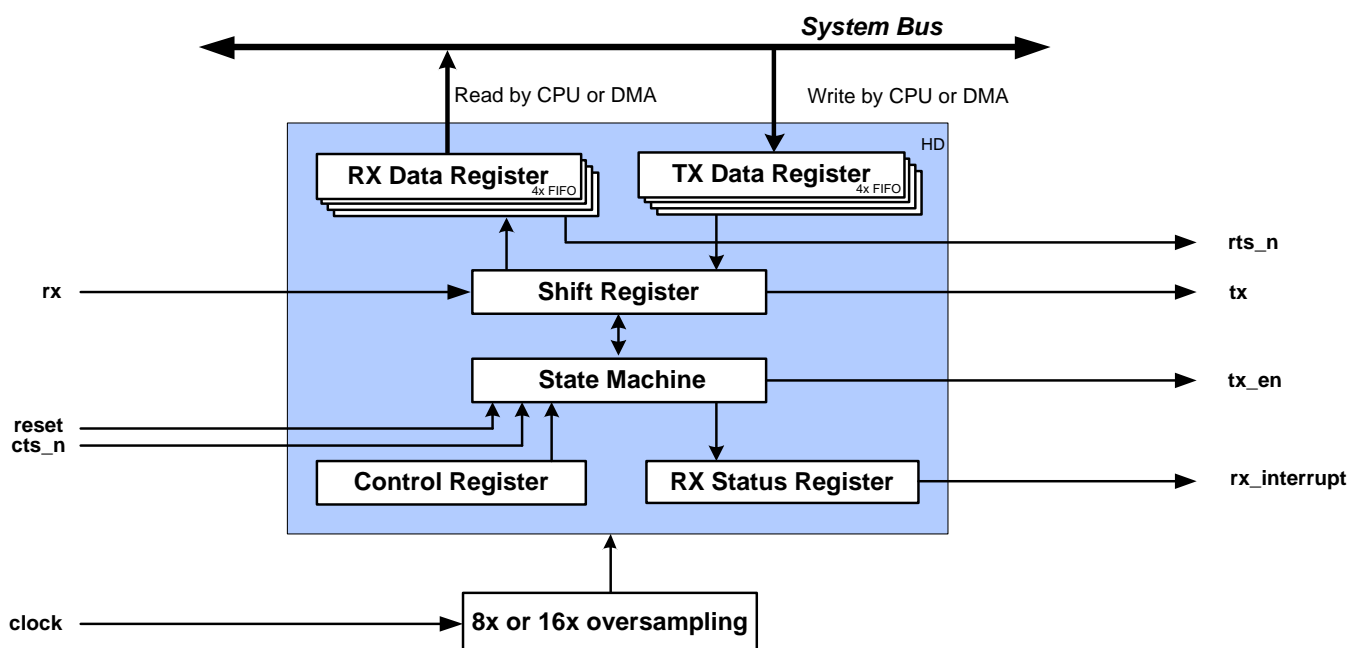 System Bus
Read by CPU or DMA
Write by CPU or DMA
HD
RX Data Register
4x FIFO
TX Data Register
4x FIFO
rts_n
rx
Shift Register
tx
State Machine
tx_en
reset
cts_n
Control Register
RX Status Register
rx_interrupt
clock
8x or 16x oversampling